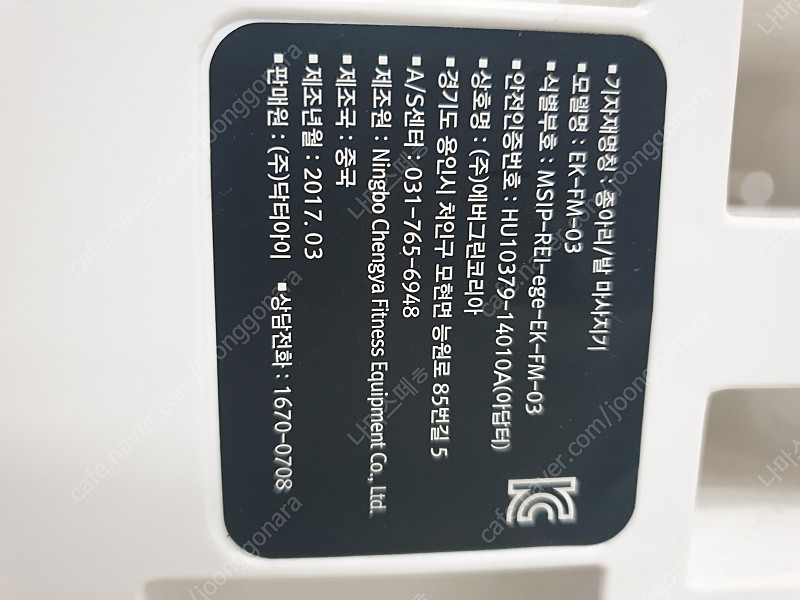 ■기자재명칭 : 종아리/발 마사지기
■모델명 : EK-FM-03
■식별부호 : MSIP-REI-ege-EK-FM-03
■안전인증번호 : HU10379-14010A(아답터)
■상호명 : (주)에버그린코리아
■경기도 용인시 처인구 모현면 능원로 85번길 5
■A/S센터 : 031-765-6948
■제조원 : Ningbo Chengya Fitness Equipment Co., Ltd.
■제조국 : 중국
■제조년월 : 2017. 03
■판매원 : (주)닥터아이 ■상담전화 : 1670-0708
KC
cafe.naver.com/joonggonara